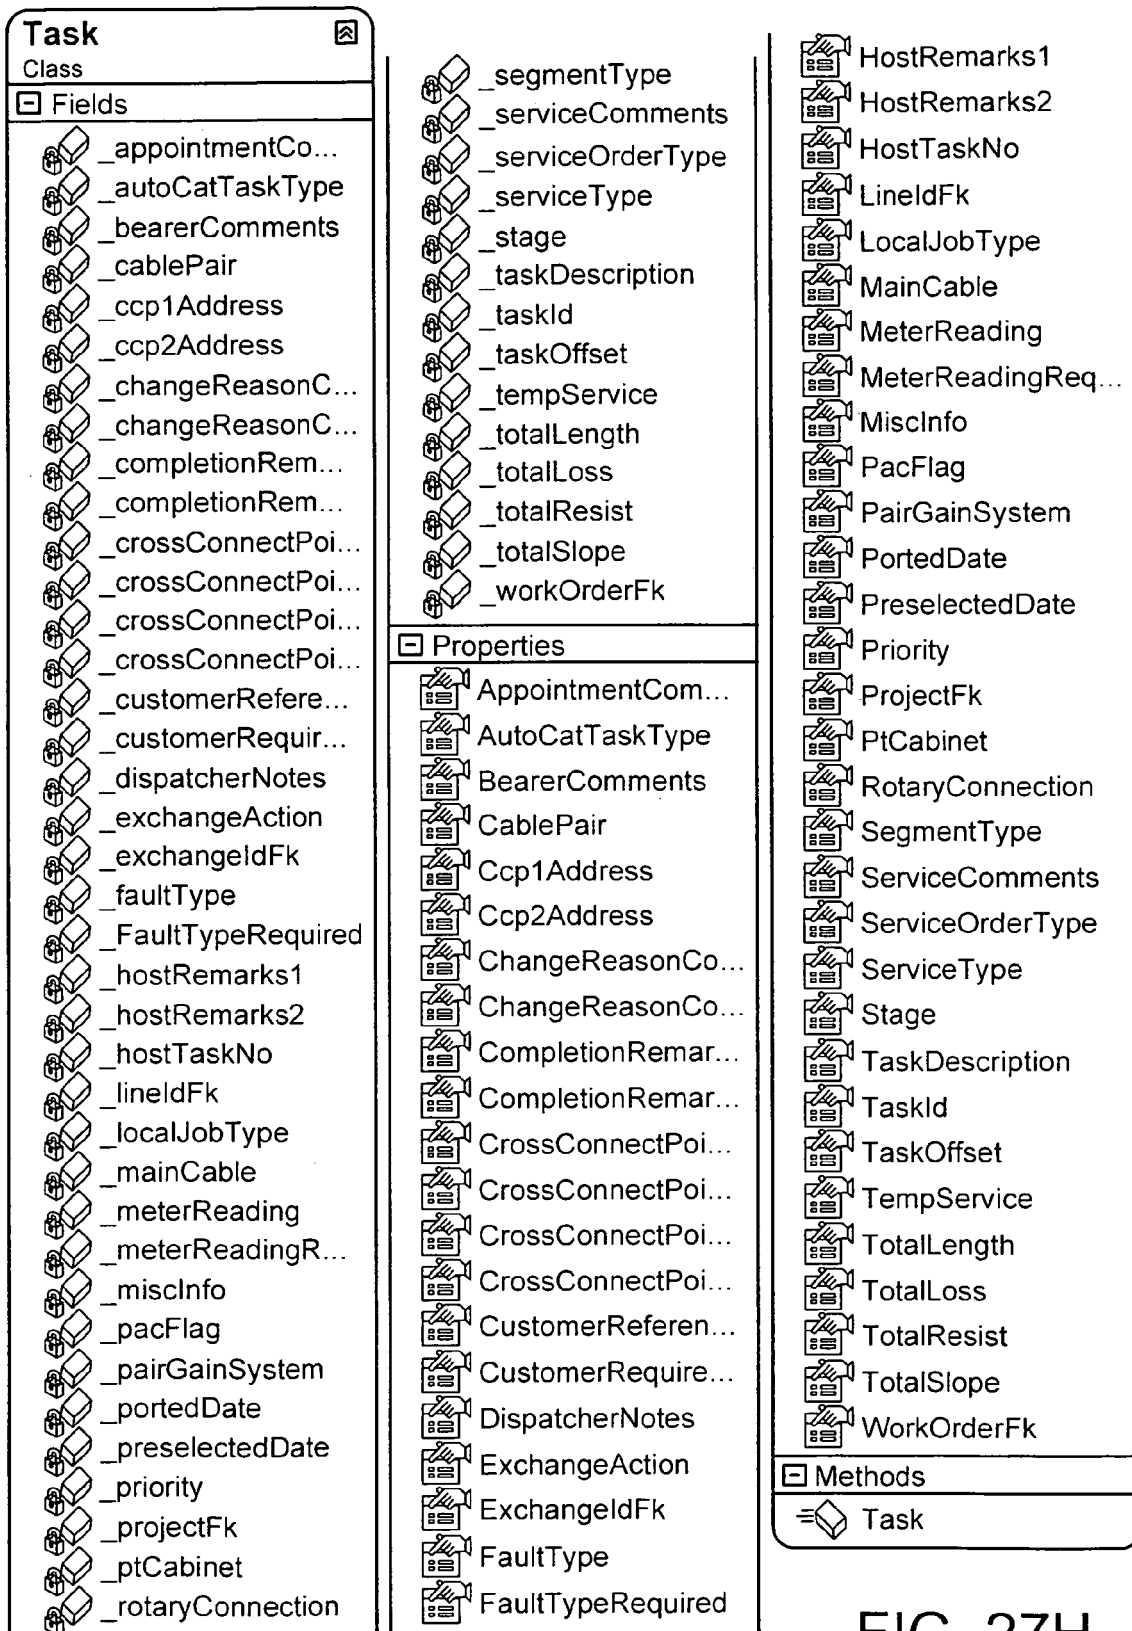 Task
Class
Fields
_appointmentCo...
_autoCatTaskType
_bearerComments
_cablePair
_ccp1Address
_ccp2Address
_changeReasonC...
_changeReasonC...
_completionRem...
_completionRem...
_crossConnectPoi...
_crossConnectPoi...
_crossConnectPoi...
_crossConnectPoi...
_customerRefere...
_customerRequir...
_dispatcherNotes
_exchangeAction
_exchangeIdFk
_faultType
_FaultTypeRequired
_hostRemarks1
_hostRemarks2
_hostTaskNo
_lineIdFk
_localJobType
_mainCable
_meterReading
_meterReadingR...
_miscInfo
_pacFlag
_pairGainSystem
_portedDate
_preselectedDate
_priority
_projectFk
_ptCabinet
_rotaryConnection
_segmentType
_serviceComments
_serviceOrderType
_serviceType
_stage
_taskDescription
_taskId
_taskOffset
_tempService
_totalLength
_totalLoss
_totalResist
_totalSlope
_workOrderFk
Properties
AppointmentCom...
AutoCatTaskType
BearerComments
CablePair
Ccp1Address
Ccp2Address
ChangeReasonCo...
ChangeReasonCo...
CompletionRemar...
CompletionRemar...
CrossConnectPoi...
CrossConnectPoi...
CrossConnectPoi...
CrossConnectPoi...
CustomerReferen...
CustomerRequire...
DispatcherNotes
ExchangeAction
ExchangeIdFk
FaultType
FaultTypeRequired
HostRemarks1
HostRemarks2
HostTaskNo
LineIdFk
LocalJobType
MainCable
MeterReading
MeterReadingReq...
MiscInfo
PacFlag
PairGainSystem
PortedDate
PreselectedDate
Priority
ProjectFk
PtCabinet
RotaryConnection
SegmentType
ServiceComments
ServiceOrderType
ServiceType
Stage
TaskDescription
TaskId
TaskOffset
TempService
TotalLength
TotalLoss
TotalResist
TotalSlope
WorkOrderFk
Methods
Task
FIG. 27H